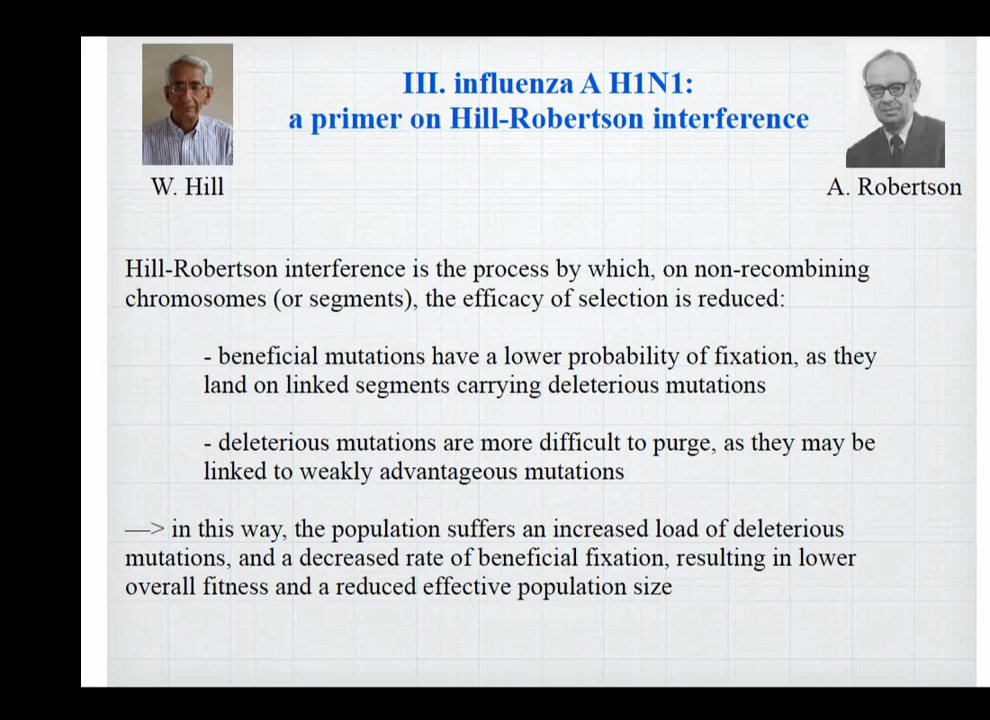 III. influenza A H1N1:
a primer on Hill-Robertson interference
W. Hill
A. Robertson
Hill-Robertson interference is the process by which, on non-recombining
chromosomes (or segments), the efficacy of selection is reduced:
- beneficial mutations have a lower probability of fixation, as they
land on linked segments carrying deleterious mutations
- deleterious mutations are more difficult to purge, as they may be
linked to weakly advantageous mutations
—> in this way, the population suffers an increased load of deleterious
mutations, and a decreased rate of beneficial fixation, resulting in lower
overall fitness and a reduced effective population size